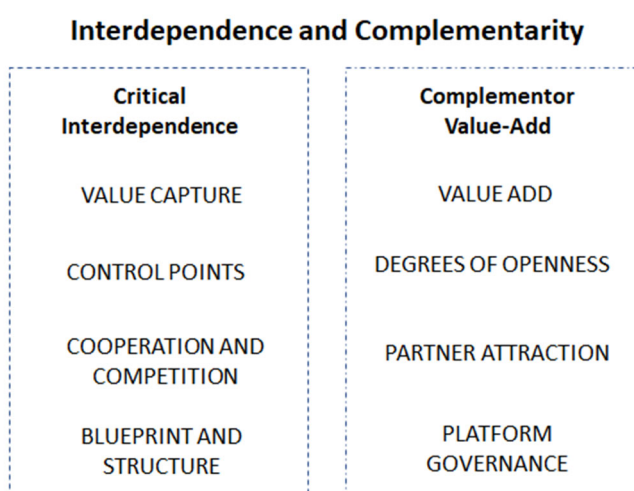 Interdependence and Complementarity
Critical
Interdependence
VALUE CAPTURE
CONTROL POINTS
COOPERATION AND
COMPETITION
BLUEPRINT AND
STRUCTURE
Complementor
Value-Add
VALUE ADD
DEGREES OF OPENNESS
PARTNER ATTRACTION
PLATFORM
GOVERNANCE